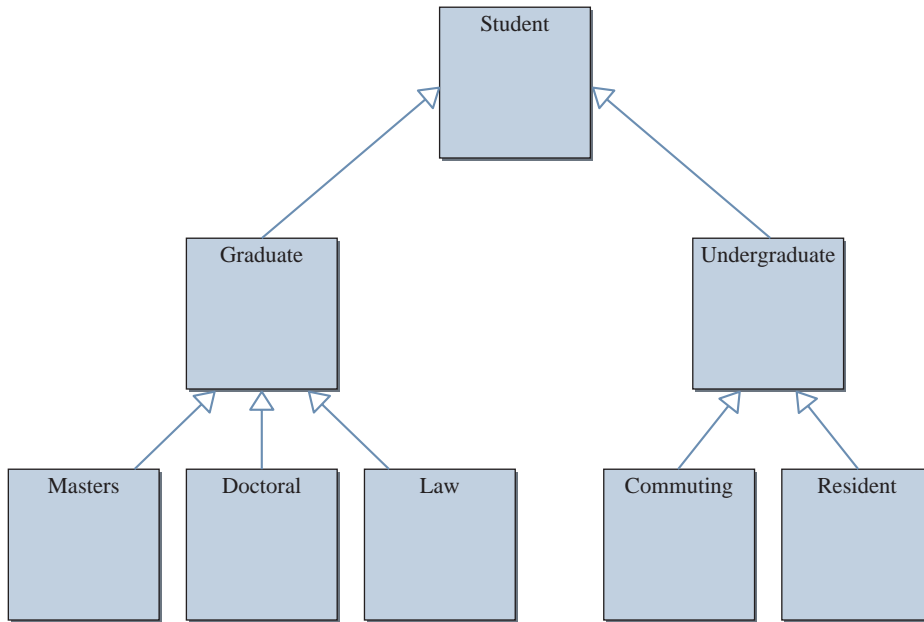 Student
Graduate
Undergraduate
Masters
Doctoral
Law
Commuting
Resident